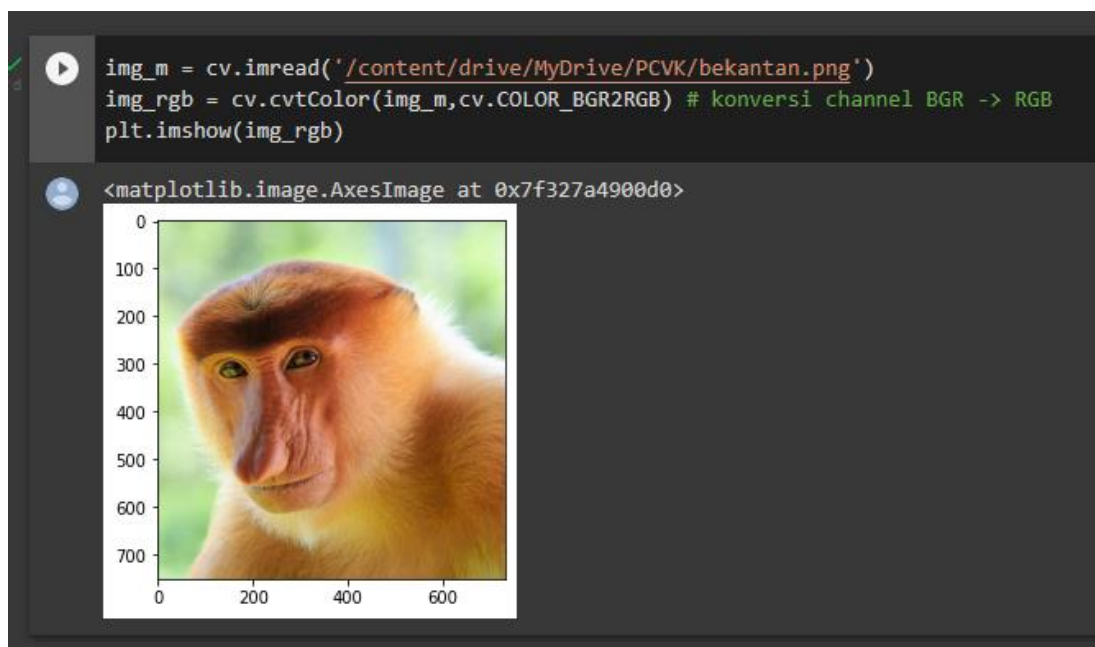 img_m = cv.imread('/content/drive/MyDrive/PCVK/bekantan.png')
img_rgb = cv.cvtColor(img_m,cv.COLOR_BGR2RGB) # konversi channel BGR -> RGB
plt.imshow(img_rgb)
<matplotlib.image.AxesImage at 0x7f327a4900d0>
0
100
200
300
400
500
600
700
0 200 400 600